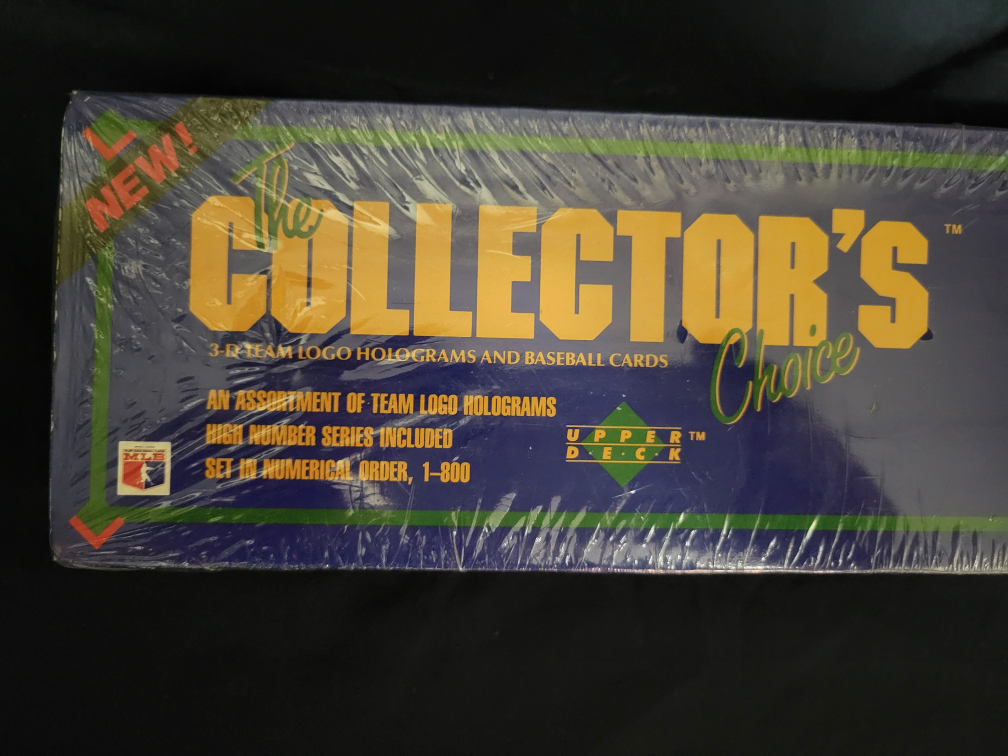 NEW!
The
COLLECTOR'S™
Choice
3-D TEAM LOGO HOLOGRAMS AND BASEBALL CARDS
AN ASSORTMENT OF TEAM LOGO HOLOGRAMS
HIGH NUMBER SERIES INCLUDED
SET IN NUMERICAL ORDER, 1–800
UPPER ™
D·E·C·K
MLB